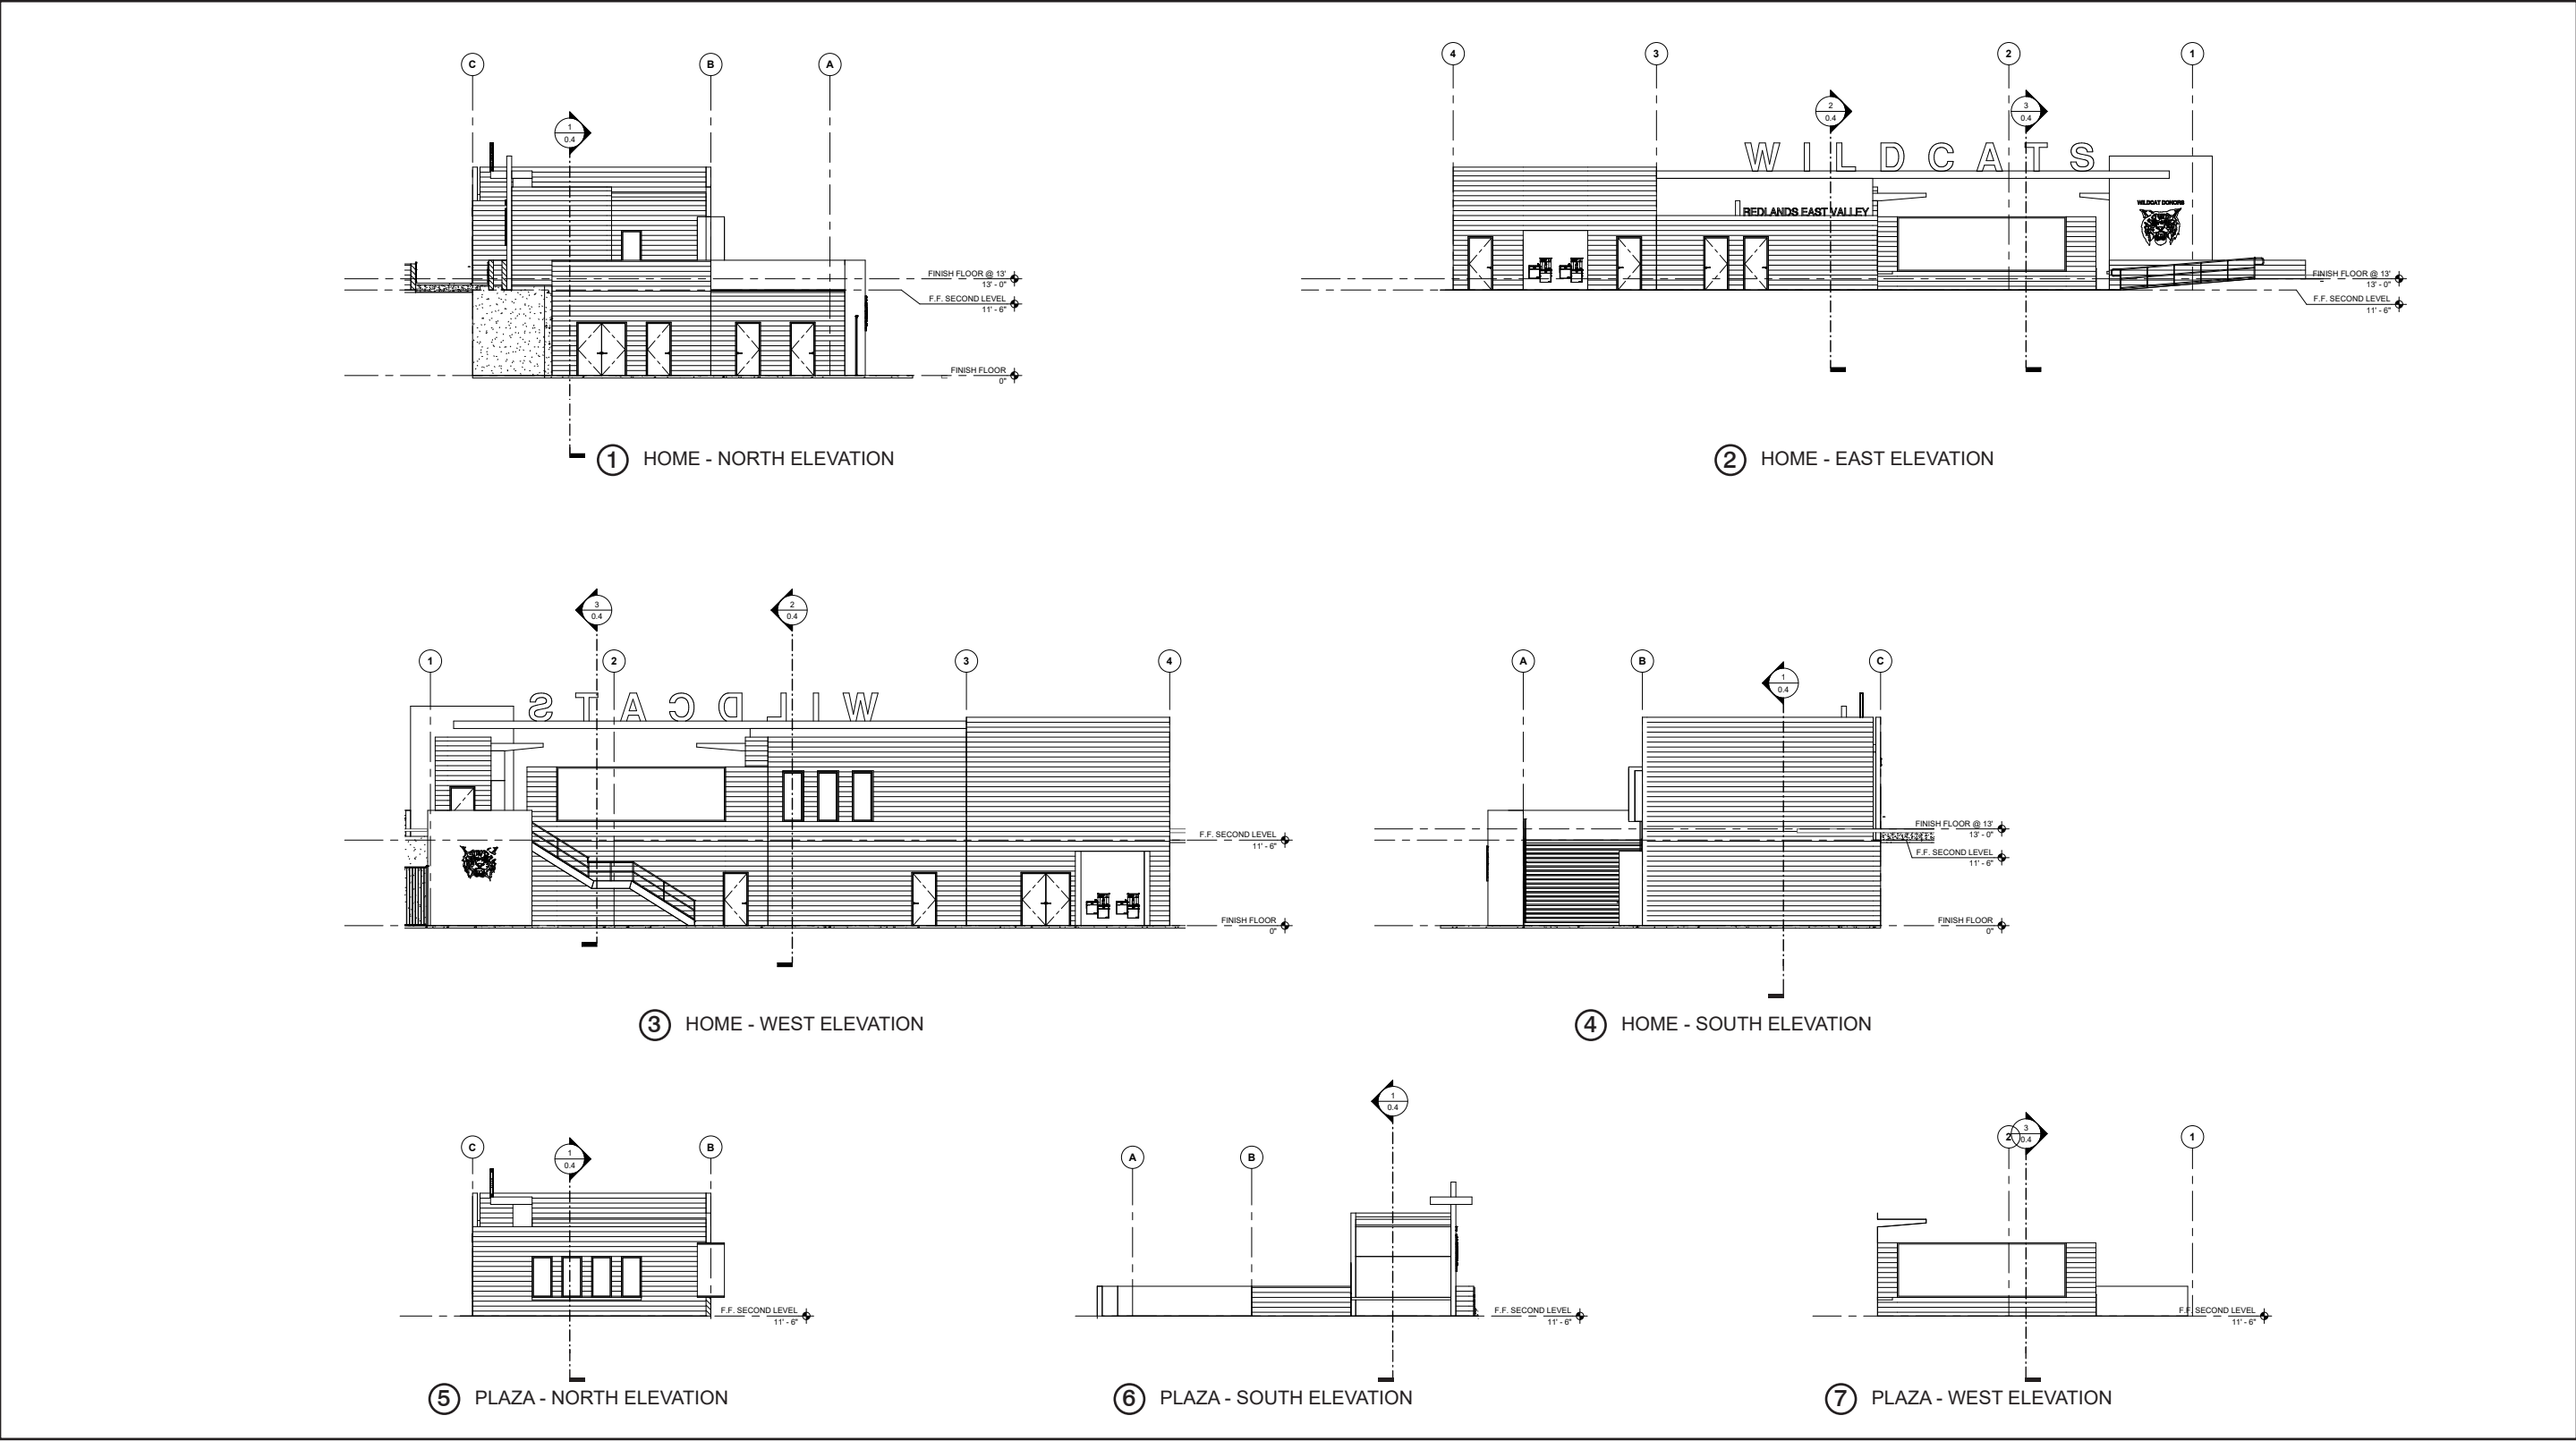 C B A
1
0.4
FINISH FLOOR @ 13'
13' - 0"
F.F. SECOND LEVEL
11' - 6"
FINISH FLOOR
0"
1 HOME - NORTH ELEVATION
4 3 2 1
2
0.4
3
0.4
WILDCATS
REDLANDS EAST VALLEY
WILDCAT DONORS
FINISH FLOOR @ 13'
13' - 0"
F.F. SECOND LEVEL
11' - 6"
2 HOME - EAST ELEVATION
3
0.4
2
0.4
1 2 3 4
WILDCATS
F.F. SECOND LEVEL
11' - 6"
FINISH FLOOR
0"
3 HOME - WEST ELEVATION
A B C
1
0.4
FINISH FLOOR @ 13'
13' - 0"
F.F. SECOND LEVEL
11' - 6"
FINISH FLOOR
0"
4 HOME - SOUTH ELEVATION
C B
1
0.4
F.F. SECOND LEVEL
11' - 6"
5 PLAZA - NORTH ELEVATION
1
0.4
A B
F.F. SECOND LEVEL
11' - 6"
6 PLAZA - SOUTH ELEVATION
2 1
3
0.4
F.F. SECOND LEVEL
11' - 6"
7 PLAZA - WEST ELEVATION